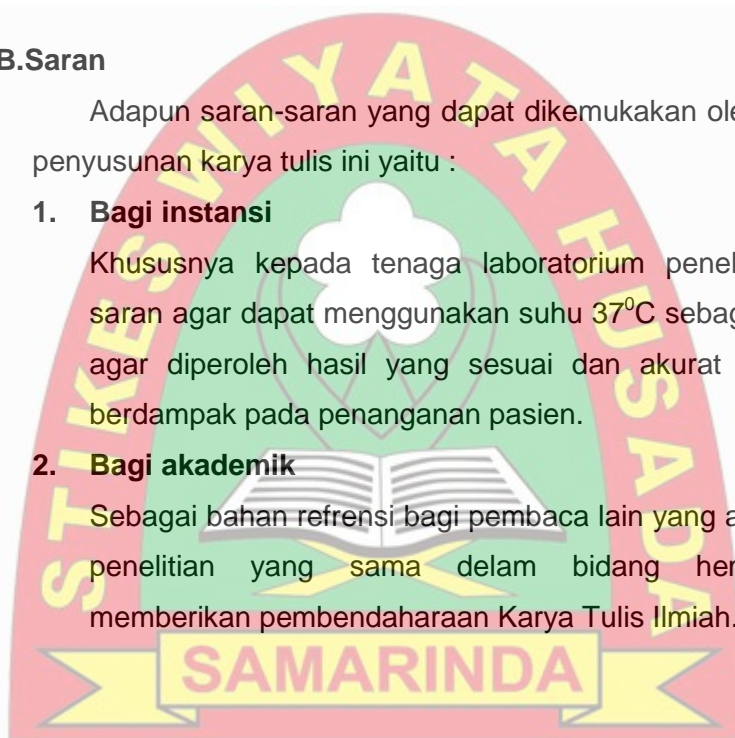 B.Saran
Adapun saran-saran yang dapat dikemukakan ole
penyusunan karya tulis ini yaitu :
1. Bagi instansi
Khususnya kepada tenaga laboratorium penel
saran agar dapat menggunakan suhu 37⁰C sebag
agar diperoleh hasil yang sesuai dan akurat
berdampak pada penanganan pasien.
2. Bagi akademik
Sebagai bahan refrensi bagi pembaca lain yang a
penelitian yang sama delam bidang her
memberikan pembendaharaan Karya Tulis Ilmiah.
STIKES WIYATA HUSADA
SAMARINDA